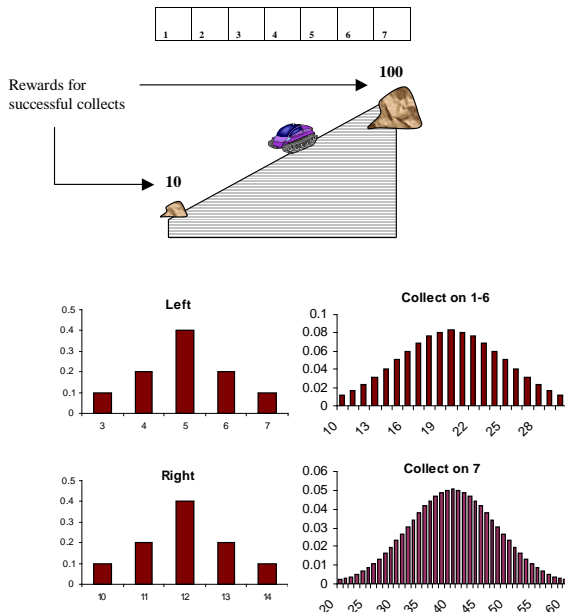 1 2 3 4 5 6 7
100
Rewards for
successful collects
10
Left
0.5
0.4
0.3
0.2
0.1
0
3 4 5 6 7
Collect on 1-6
0.1
0.08
0.06
0.04
0.02
0
10 13 16 19 22 25 28
Right
0.5
0.4
0.3
0.2
0.1
0
10 11 12 13 14
Collect on 7
0.06
0.05
0.04
0.03
0.02
0.01
0
20 25 30 35 40 45 50 55 60